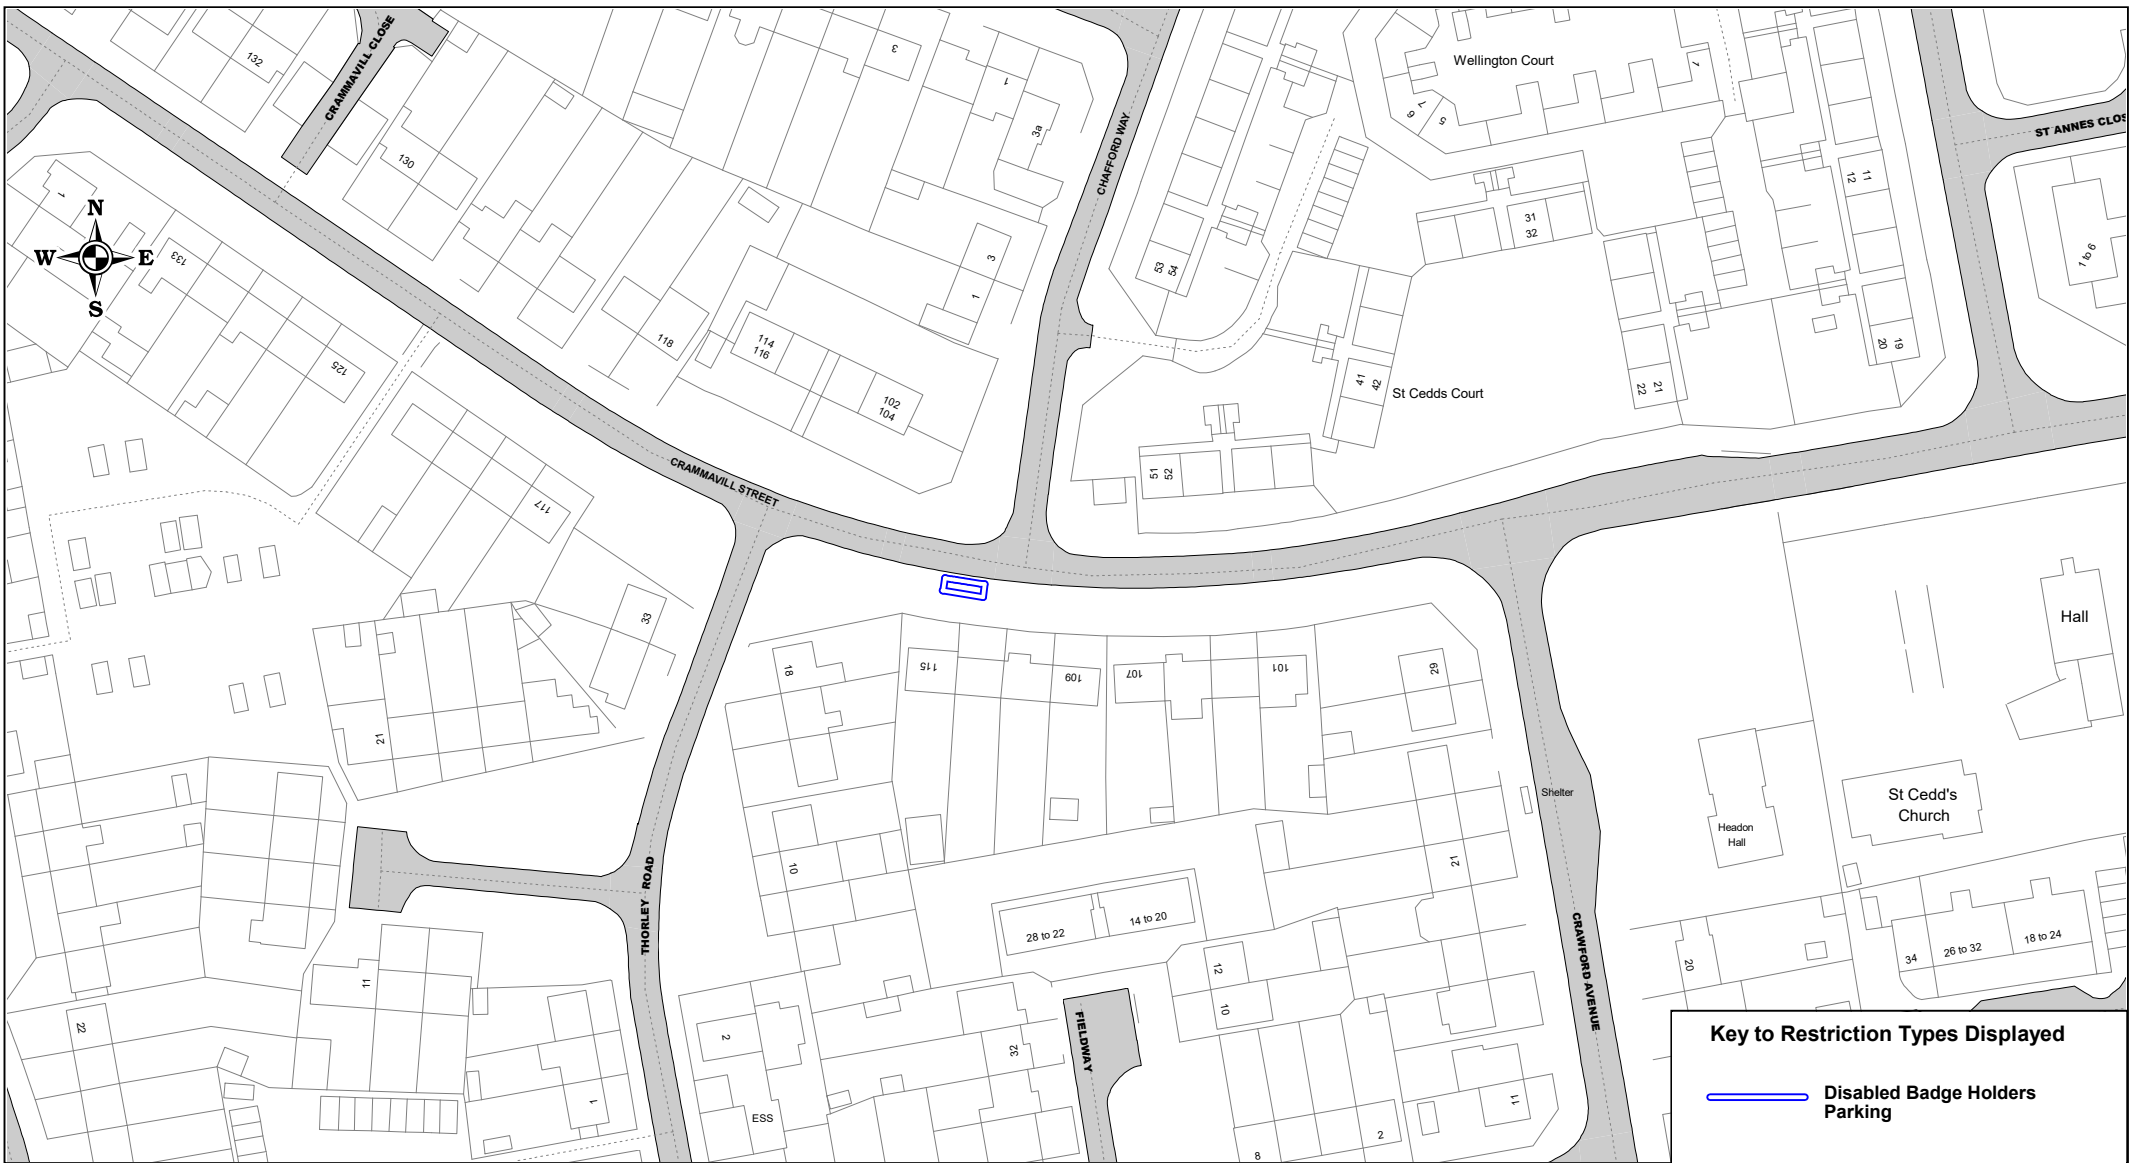 CRAMMAVILL CLOSE
132
3
1
3a
130
CHAFFORD WAY
Wellington Court
7
7
6
5
ST ANNES CLOS
12
11
1 to 6
31
32
53
54
1
N
W
E
S
133
125
118
114
116
102
104
3
1
41
42
St Cedds Court
22
21
20
19
51
52
CRAMMAVILL STREET
117
33
21
18
115
109
107
101
29
Hall
Shelter
St Cedd's
Church
Headon
Hall
10
21
THORLEY ROAD
28 to 22
14 to 20
CRAWFORD AVENUE
12
10
20
34
26 to 32
18 to 24
11
22
2
32
FIELDWAY
1
ESS
8
2
11
Key to Restriction Types Displayed
Disabled Badge Holders
Parking